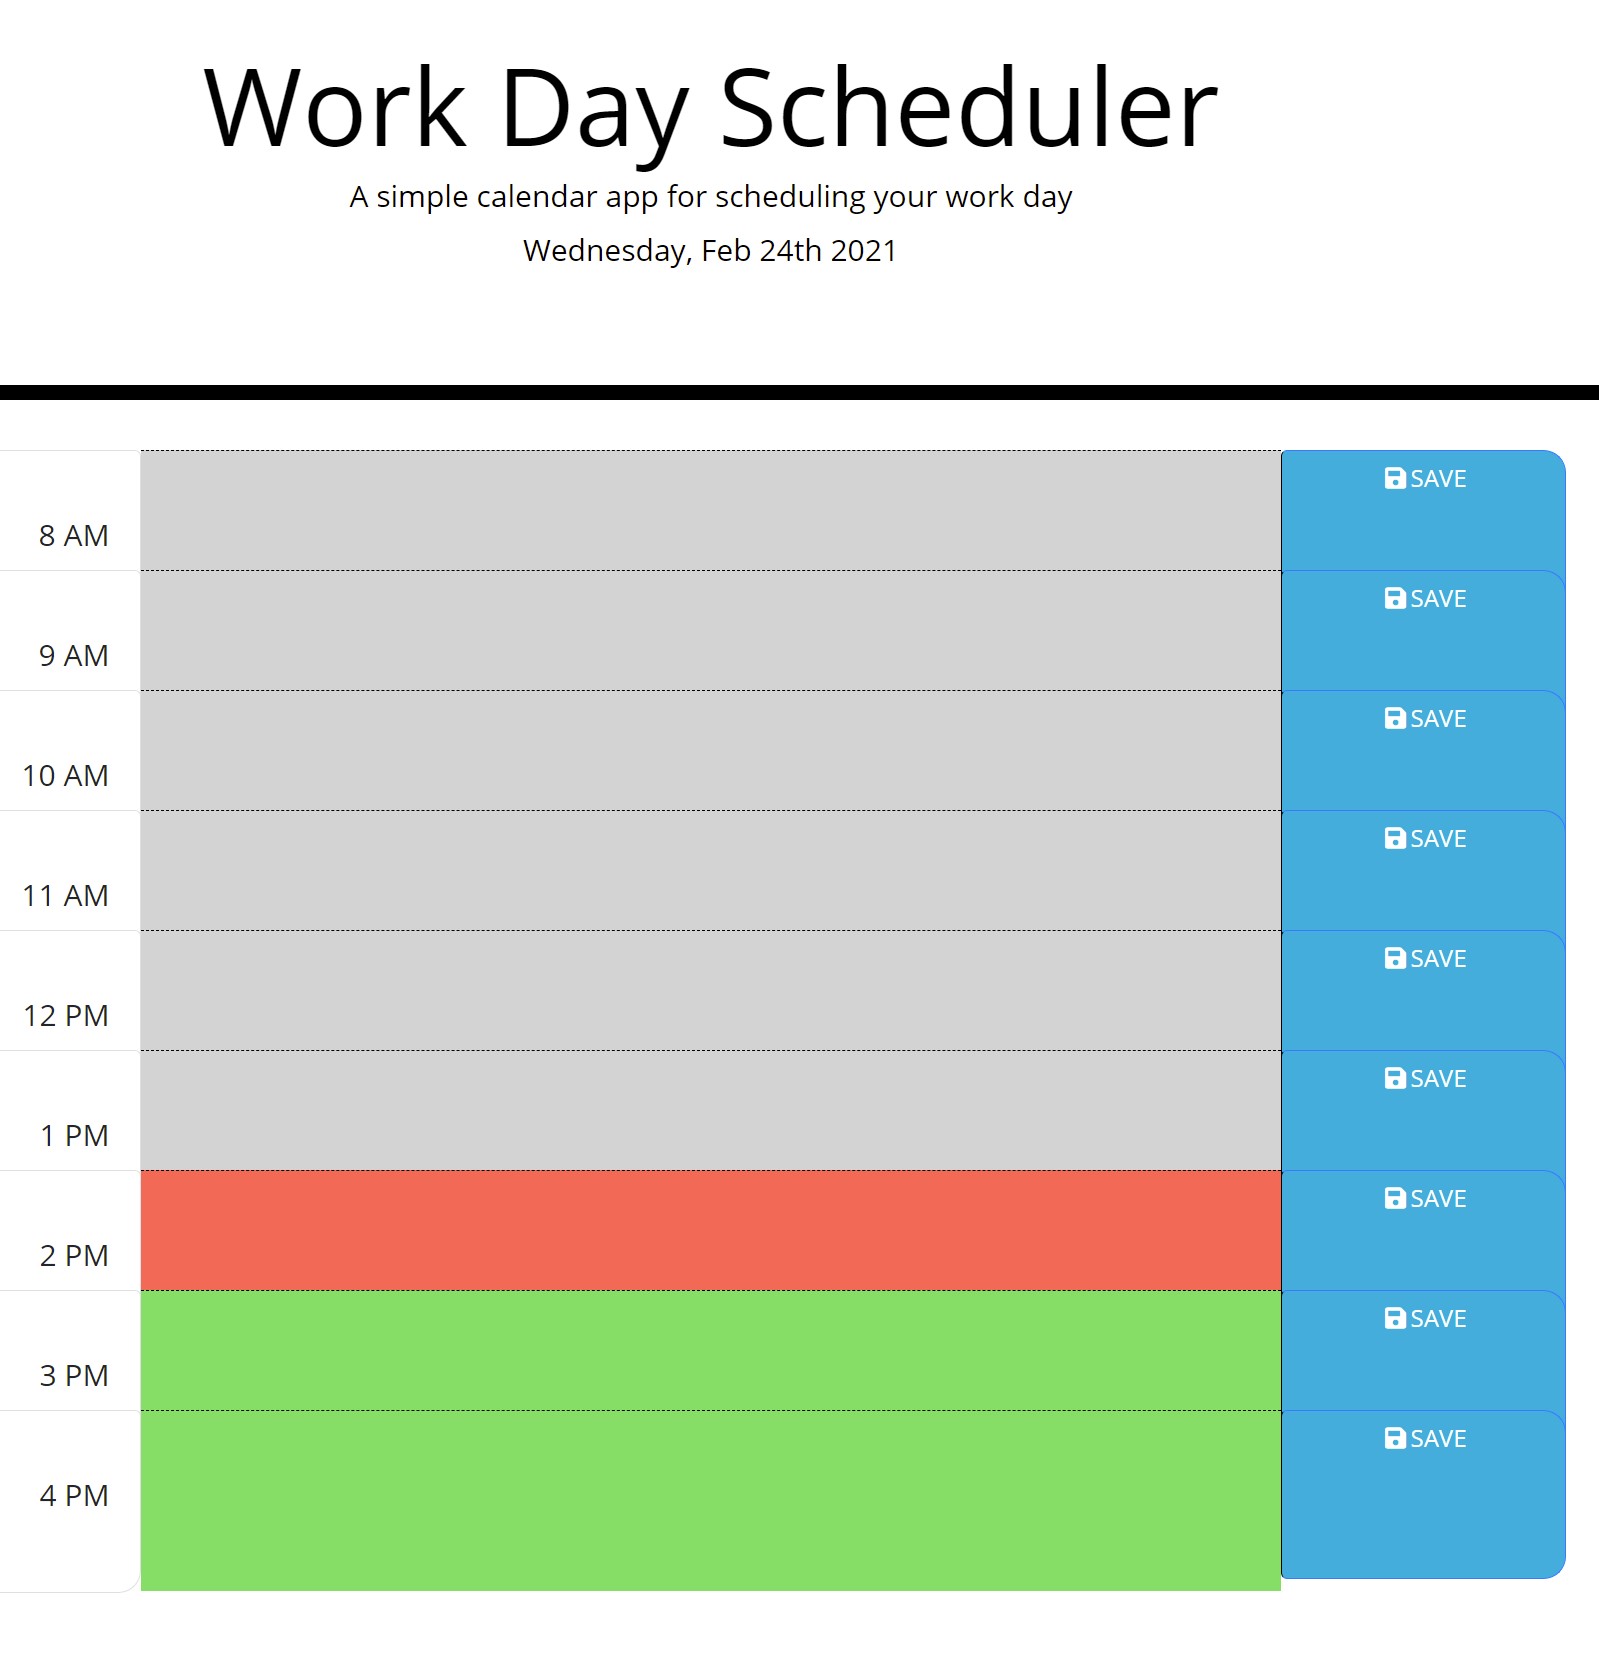 Work Day Scheduler
A simple calendar app for scheduling your work day
Wednesday, Feb 24th 2021
8 AM
SAVE
9 AM
SAVE
10 AM
SAVE
11 AM
SAVE
12 PM
SAVE
1 PM
SAVE
2 PM
SAVE
3 PM
SAVE
4 PM
SAVE